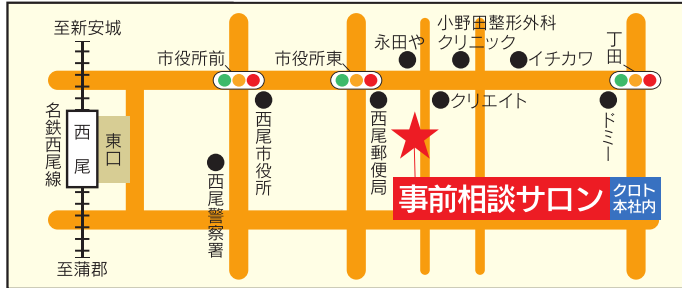 至新安城
市役所前
市役所東
永田や
小野田整形外科
クリニック
イチカワ
丁田
名鉄西尾線
西尾
東口
西尾市役所
西尾警察署
西尾郵便局
クリエイト
ドミー
事前相談サロン
クロト
本社内
至蒲郡